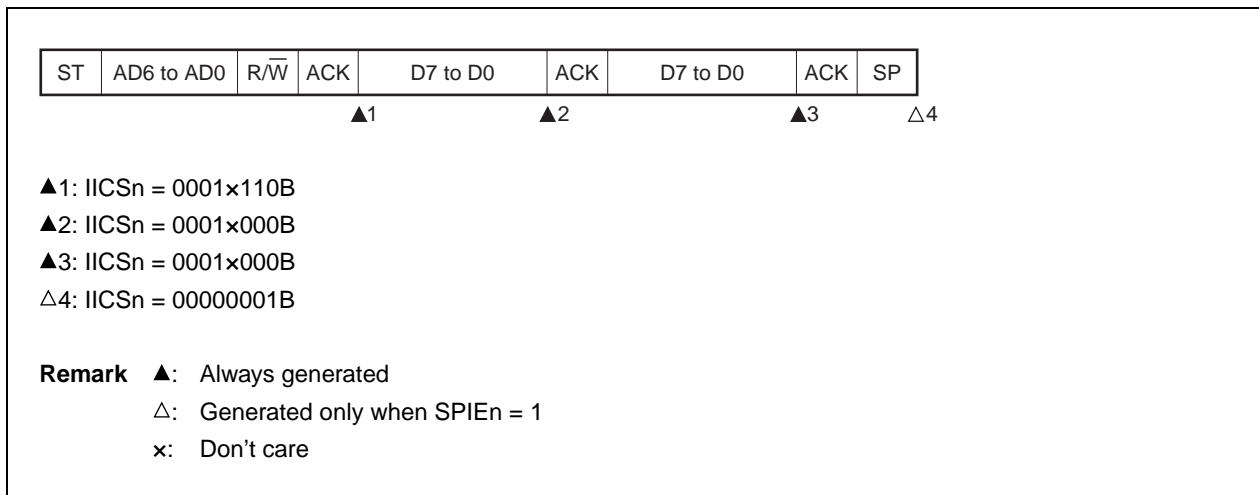 ST AD6 to AD0 R/W̅ ACK D7 to D0 ACK D7 to D0 ACK SP
▲1 ▲2 ▲3 △4
▲1: IICSn = 0001×110B
▲2: IICSn = 0001×000B
▲3: IICSn = 0001×000B
△4: IICSn = 00000001B
Remark ▲: Always generated
△: Generated only when SPIEn = 1
×: Don't care